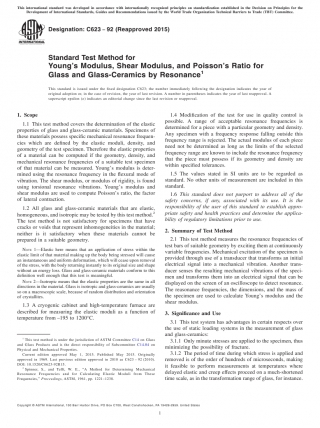 This international standard was developed in accordance with internationally recognized principles on standardization established in the Decision on Principles for the
Development of International Standards, Guides and Recommendations issued by the World Trade Organization Technical Barriers to Trade (TBT) Committee.
Designation: C623 − 92 (Reapproved 2015)
Standard Test Method for
Young's Modulus, Shear Modulus, and Poisson's Ratio for
Glass and Glass-Ceramics by Resonance1
This standard is issued under the fixed designation C623; the number immediately following the designation indicates the year of
original adoption or, in the case of revision, the year of last revision. A number in parentheses indicates the year of last reapproval. A
superscript epsilon (´) indicates an editorial change since the last revision or reapproval.
1. Scope
1.1 This test method covers the determination of the elastic
properties of glass and glass-ceramic materials. Specimens of
these materials possess specific mechanical resonance frequen-
cies which are defined by the elastic moduli, density, and
geometry of the test specimen. Therefore the elastic properties
of a material can be computed if the geometry, density, and
mechanical resonance frequencies of a suitable test specimen
of that material can be measured. Young's modulus is deter-
mined using the resonance frequency in the flexural mode of
vibration. The shear modulus, or modulus of rigidity, is found
using torsional resonance vibrations. Young's modulus and
shear modulus are used to compute Poisson's ratio, the factor
of lateral contraction.
1.2 All glass and glass-ceramic materials that are elastic,
homogeneous, and isotropic may be tested by this test method.2
The test method is not satisfactory for specimens that have
cracks or voids that represent inhomogeneities in the material;
neither is it satisfactory when these materials cannot be
prepared in a suitable geometry.
NOTE 1—Elastic here means that an application of stress within the
elastic limit of that material making up the body being stressed will cause
an instantaneous and uniform deformation, which will cease upon removal
of the stress, with the body returning instantly to its original size and shape
without an energy loss. Glass and glass-ceramic materials conform to this
definition well enough that this test is meaningful.
NOTE 2—Isotropic means that the elastic properties are the same in all
directions in the material. Glass is isotropic and glass-ceramics are usually
so on a macroscopic scale, because of random distribution and orientation
of crystallites.
1.3 A cryogenic cabinet and high-temperature furnace are
described for measuring the elastic moduli as a function of
temperature from −195 to 1200°C.
1 This test method is under the jurisdiction of ASTM Committee C14 on Glass
and Glass Products and is the direct responsibility of Subcommittee C14.04 on
Physical and Mechanical Properties.
Current edition approved May 1, 2015. Published May 2015. Originally
approved in 1969. Last previous edition approved in 2010 as C623 – 92 (2010).
DOI: 10.1520/C0623-92R15.
2 Spinner, S., and Tefft, W. E., "A Method for Determining Mechanical
Resonance Frequencies and for Calculating Elastic Moduli from These
Frequencies," Proceedings, ASTM, 1961, pp. 1221–1238.
1.4 Modification of the test for use in quality control is
possible. A range of acceptable resonance frequencies is
determined for a piece with a particular geometry and density.
Any specimen with a frequency response falling outside this
frequency range is rejected. The actual modulus of each piece
need not be determined as long as the limits of the selected
frequency range are known to include the resonance frequency
that the piece must possess if its geometry and density are
within specified tolerances.
1.5 The values stated in SI units are to be regarded as
standard. No other units of measurement are included in this
standard.
1.6 This standard does not purport to address all of the
safety concerns, if any, associated with its use. It is the
responsibility of the user of this standard to establish appro-
priate safety and health practices and determine the applica-
bility of regulatory limitations prior to use.
2. Summary of Test Method
2.1 This test method measures the resonance frequencies of
test bars of suitable geometry by exciting them at continuously
variable frequencies. Mechanical excitation of the specimen is
provided through use of a transducer that transforms an initial
electrical signal into a mechanical vibration. Another trans-
ducer senses the resulting mechanical vibrations of the speci-
men and transforms them into an electrical signal that can be
displayed on the screen of an oscilloscope to detect resonance.
The resonance frequencies, the dimensions, and the mass of
the specimen are used to calculate Young's modulus and the
shear modulus.
3. Significance and Use
3.1 This test system has advantages in certain respects over
the use of static loading systems in the measurement of glass
and glass-ceramics:
3.1.1 Only minute stresses are applied to the specimen, thus
minimizing the possibility of fracture.
3.1.2 The period of time during which stress is applied and
removed is of the order of hundreds of microseconds, making
it feasible to perform measurements at temperatures where
delayed elastic and creep effects proceed on a much-shortened
time scale, as in the transformation range of glass, for instance.
Copyright © ASTM International, 100 Barr Harbor Drive, PO Box C700, West Conshohocken, PA 19428-2959. United States
1